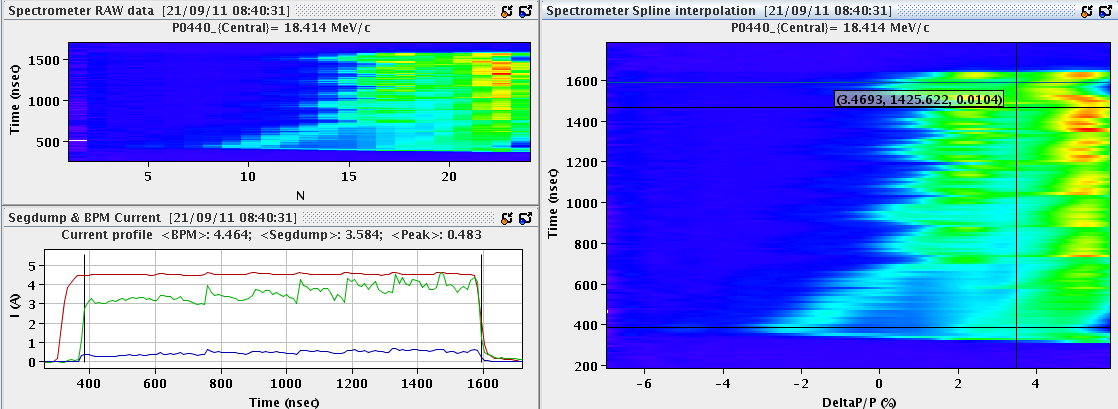 Spectrometer RAW data [21/09/11 08:40:31]
P0440_{Central}= 18.414 MeV/c
Time (nsec)
1500
1000
500
5 10 15 20
N
Segdump & BPM Current [21/09/11 08:40:31]
Current profile <BPM>: 4.464; <Segdump>: 3.584; <Peak>: 0.483
I (A)
5
4
3
2
1
0
400 600 800 1000 1200 1400 1600
Time (nsec)
Spectrometer Spline interpolation [21/09/11 08:40:31]
P0440_{Central}= 18.414 MeV/c
Time (nsec)
1600
(3.4693, 1425.622, 0.0104)
1400
1200
1000
800
600
400
200
-6 -4 -2 0 2 4
DeltaP/P (%)